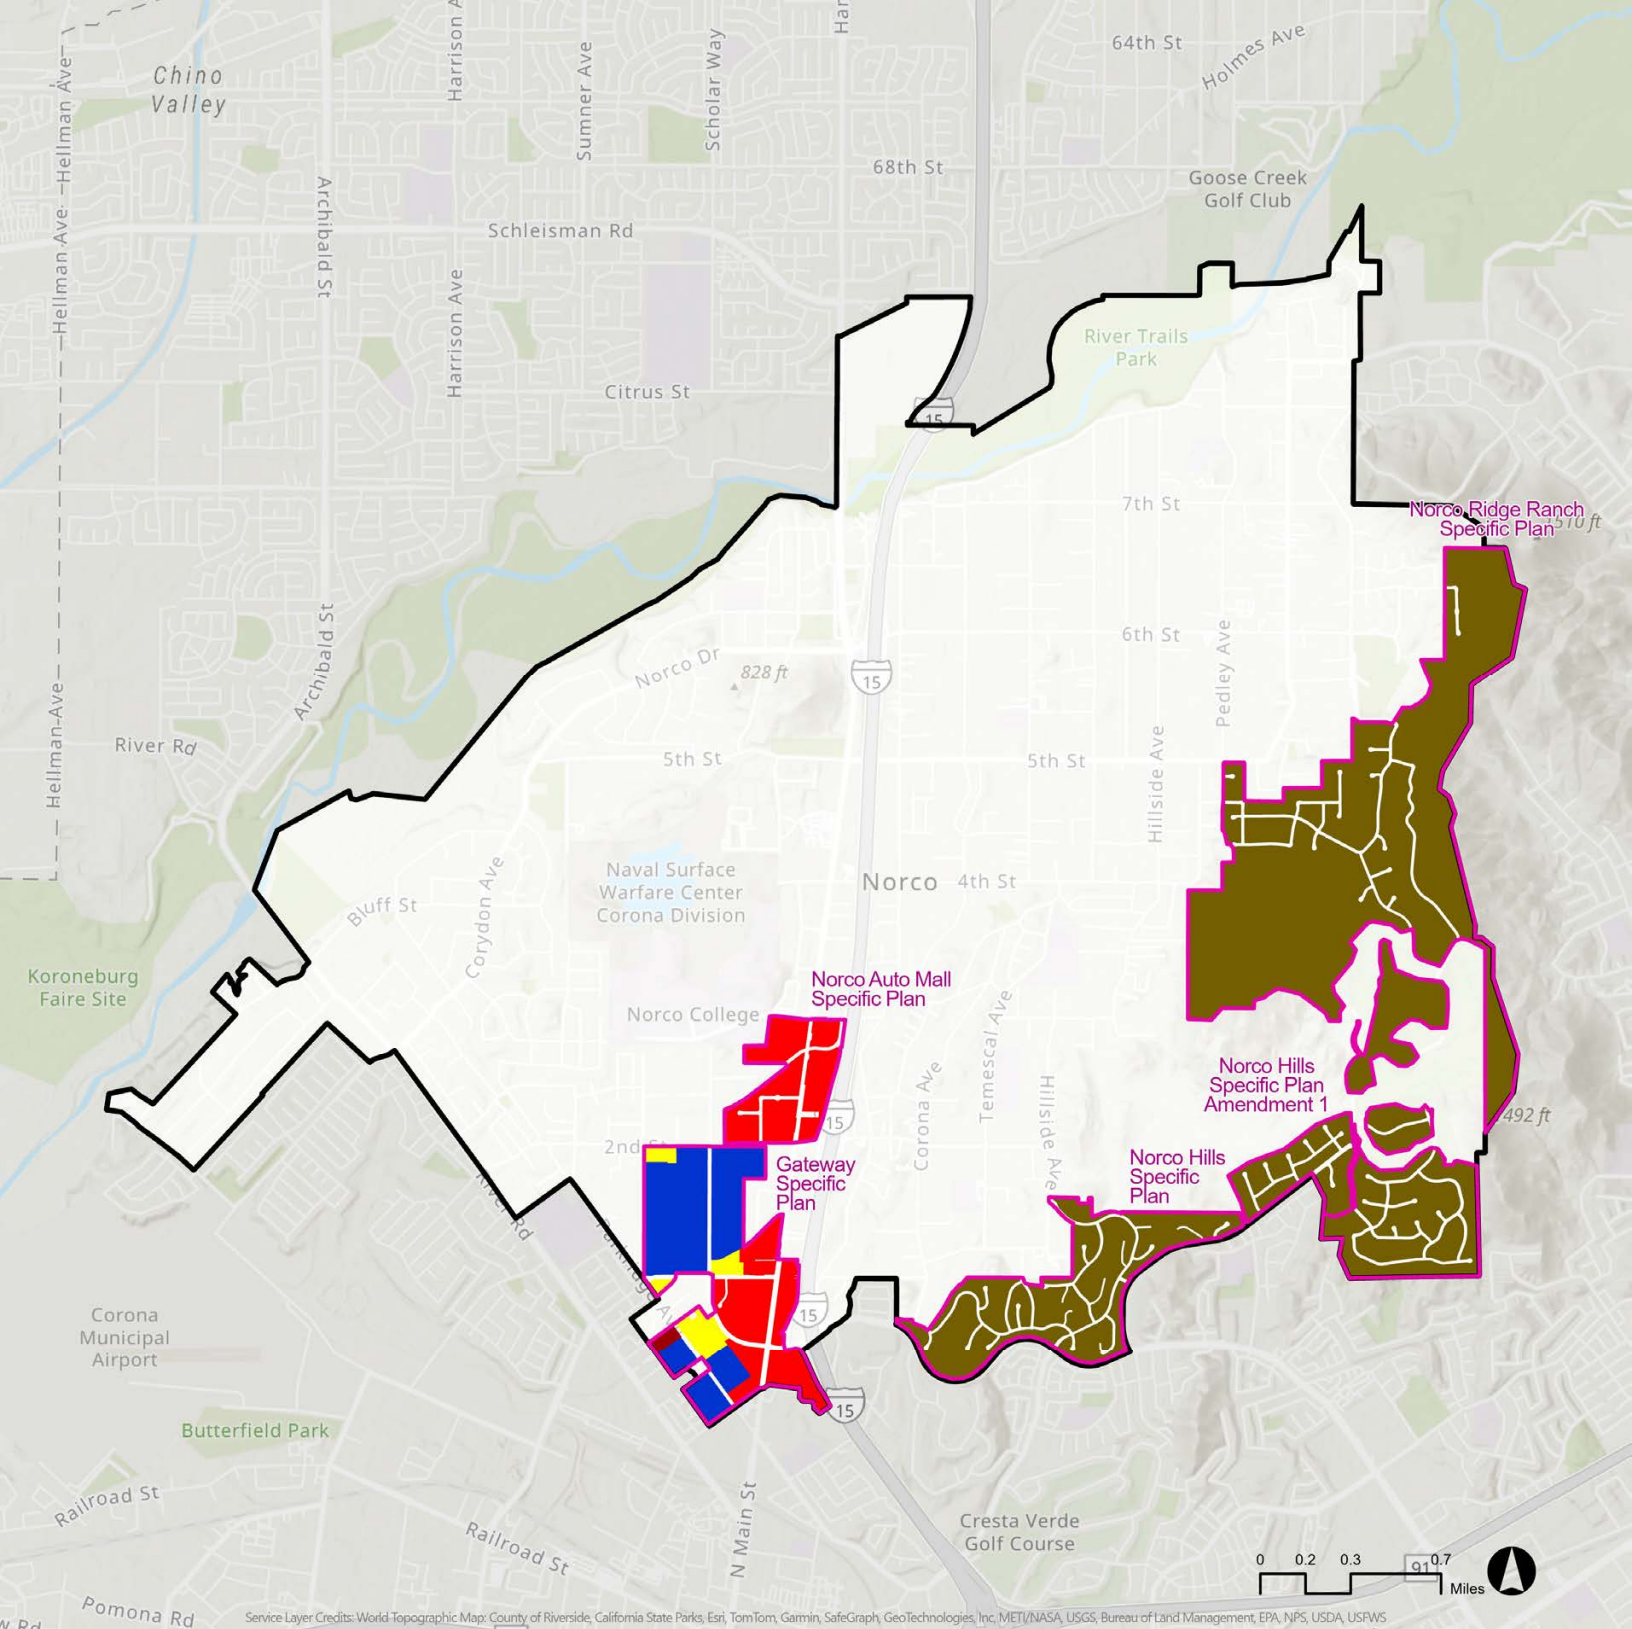 Hellman Ave
Hellman Ave
Hellman Ave
Hellman Ave
Chino
Valley
Harrison A
Sumner Ave
Scholar Way
Har
64th St
Holmes Ave
68th St
Goose Creek
Golf Club
Archibald St
Schleisman Rd
Harrison Ave
Citrus St
River Trails
Park
15
7th St
Norco Ridge Ranch
Specific Plan
1510 ft
6th St
Pedley Ave
Norco Dr
828 ft
15
Archibald St
River Rd
5th St
5th St
Hillside Ave
Naval Surface
Warfare Center
Corona Division
Norco
4th St
Bluff St
Corydon Ave
Koroneburg
Faire Site
Norco Auto Mall
Specific Plan
Norco College
Temescal Ave
Corona Ave
Hillside Ave
Norco Hills
Specific Plan
Amendment 1
492 ft
15
2nd St
Gateway
Specific
Plan
Norco Hills
Specific
Plan
River Rd
Parkridge Av
15
Corona
Municipal
Airport
15
Butterfield Park
Railroad St
Railroad St
N Main St
Cresta Verde
Golf Course
0 0.2 0.3 0.7
91
Miles
Pomona Rd
w Rd
Service Layer Credits: World Topographic Map: County of Riverside, California State Parks, Esri, TomTom, Garmin, SafeGraph, GeoTechnologies, Inc, METI/NASA, USGS, Bureau of Land Management, EPA, NPS, USDA, USFWS